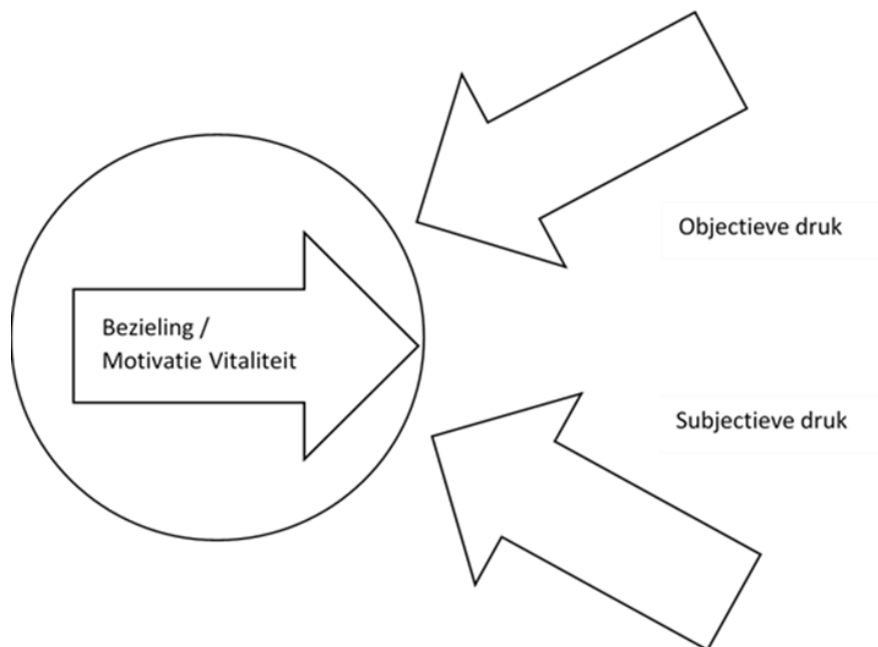 Objectieve druk
Bezieling /
Motivatie Vitaliteit
Subjectieve druk